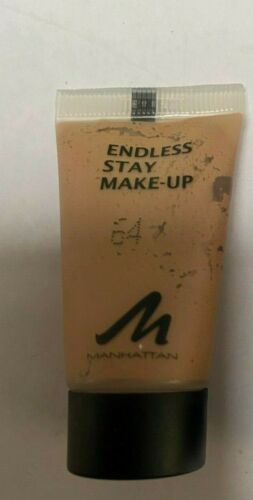 ENDLESS
STAY
MAKE-UP
64
MANHATTAN